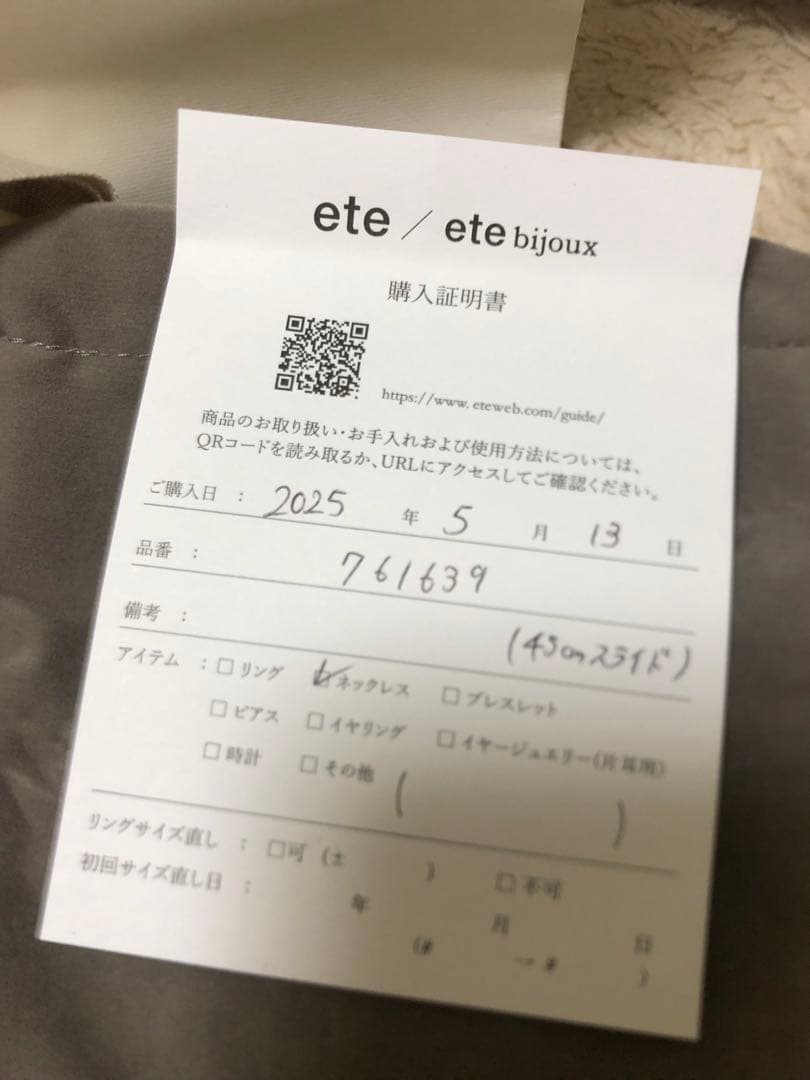 ete / ete bijoux
購入証明書
https://www.eteweb.com/guide/
商品のお取り扱い・お手入れおよび使用方法については、
QRコードを読み取るか、URLにアクセスしてご確認ください。
ご購入日 : 2025 年 5 月 13 日
品番 : 761639
備考 : (45cmスライド)
アイテム : □ リング ☑ ネックレス □ ブレスレット
□ ピアス □ イヤリング □ イヤージュエリー(片耳用)
□ 時計 □ その他 ( )
リングサイズ直し : □可 (± ) □ 不可
初回サイズ直し日 : 年 月 日
(# → # )